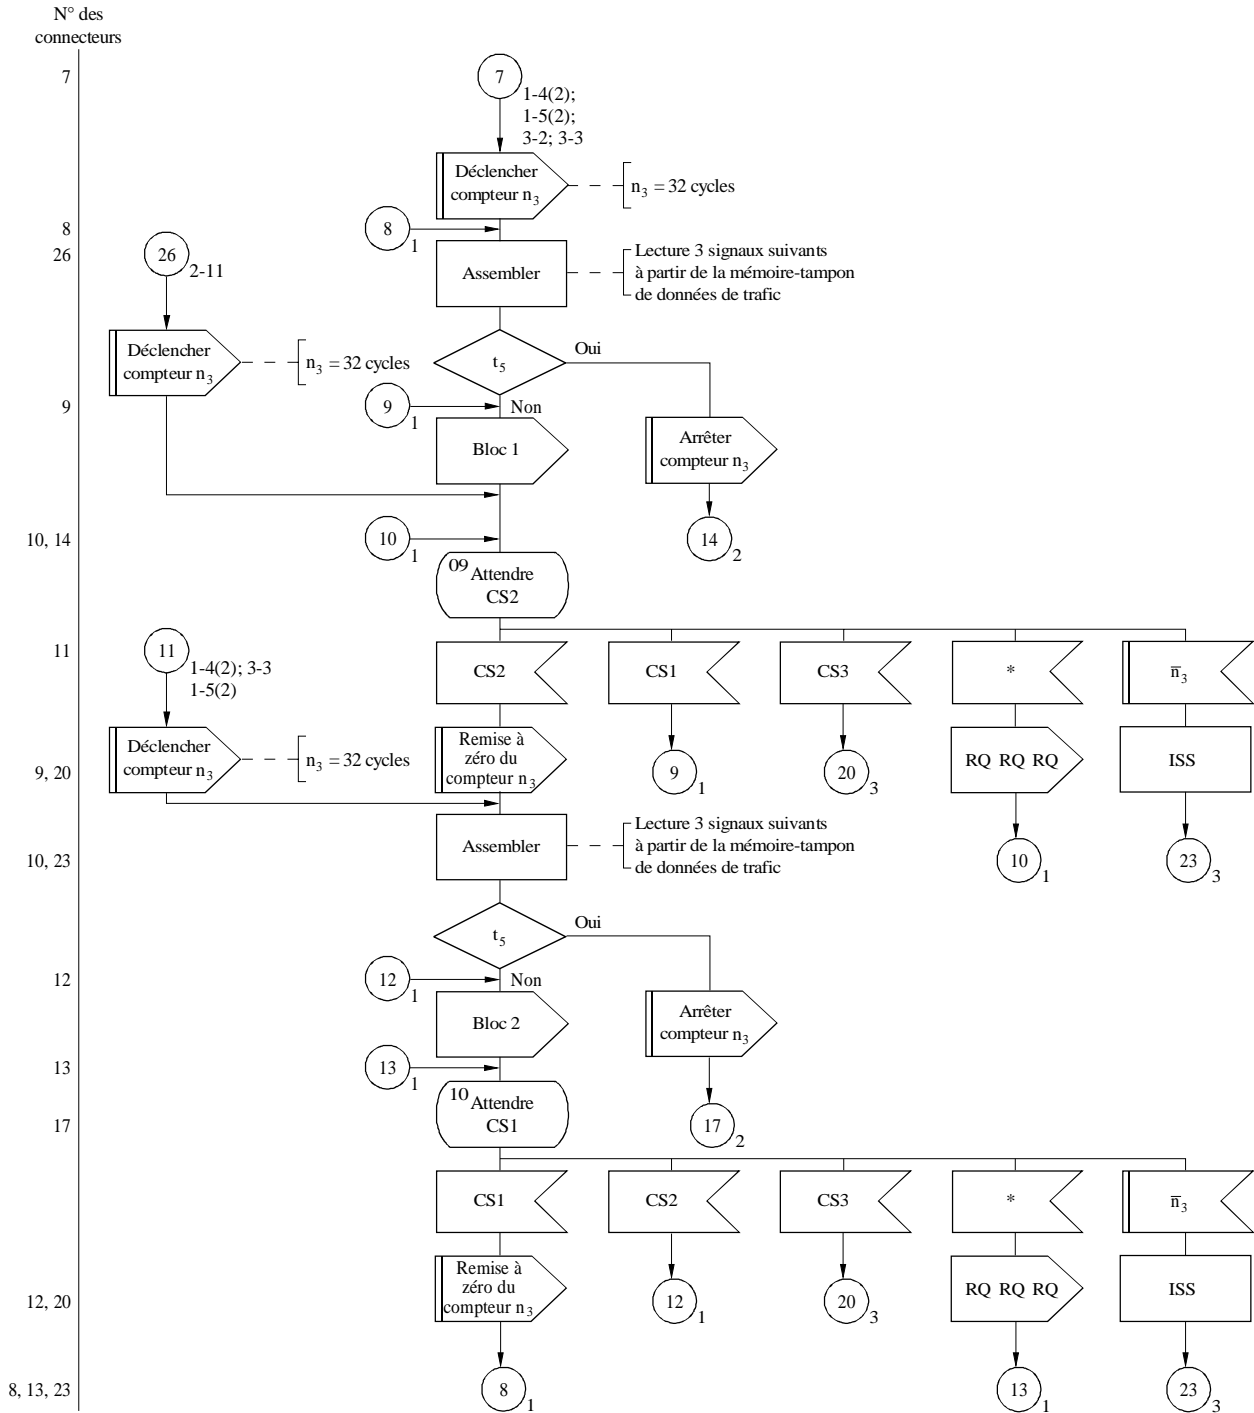 N° des
connecteurs
7
7
1-4(2);
1-5(2);
3-2; 3-3
Déclencher
compteur n3
n3 = 32 cycles
8
8
1
26
26
2-11
Assembler
Lecture 3 signaux suivants
à partir de la mémoire-tampon
de données de trafic
Déclencher
compteur n3
n3 = 32 cycles
t5
Oui
9
9
1
Non
Bloc 1
Arrêter
compteur n3
10, 14
10
1
14
2
09
Attendre
CS2
11
11
1-4(2); 3-3
1-5(2)
CS2
CS1
CS3
*
n̅3
Déclencher
compteur n3
n3 = 32 cycles
Remise à
zéro du
compteur n3
9, 20
9
1
20
3
RQ RQ RQ
ISS
Assembler
Lecture 3 signaux suivants
à partir de la mémoire-tampon
de données de trafic
10, 23
10
1
23
3
t5
Oui
12
12
1
Non
Bloc 2
Arrêter
compteur n3
13
13
1
10
Attendre
CS1
17
17
2
CS1
CS2
CS3
*
n̅3
Remise à
zéro du
compteur n3
12, 20
12
1
20
3
RQ RQ RQ
ISS
8, 13, 23
8
1
13
1
23
3